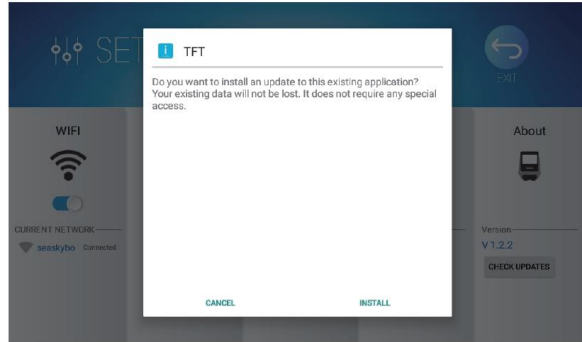 SET
TFT
Do you want to install an update to this existing application?
Your existing data will not be lost. It does not require any special
access.
EXIT
WIFI
About
CURRENT NETWORK
seaskybo Connected
Version
V 1.2.2
CHECK UPDATES
CANCEL INSTALL